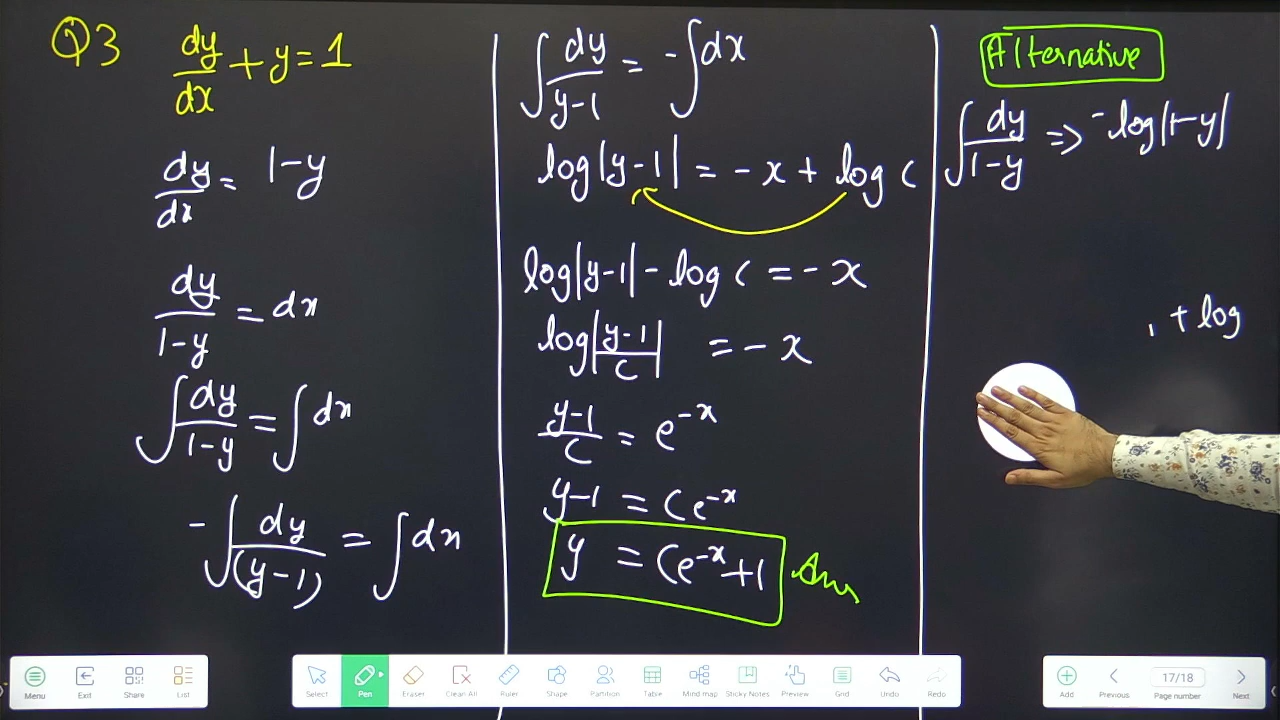 Q3 dy/dx + y = 1
dy/dx = 1-y
dy/1-y = dx
∫ dy/1-y = ∫ dx
- ∫ dy/(y-1) = ∫ dx
∫ dy/y-1 = - ∫ dx
log|y-1| = - x + log c
log|y-1| - log c = - x
log|y-1/c| = - x
y-1/c = e^-x
y-1 = Ce^-x
y = Ce^-x + 1 Ans
Alternative
∫ dy/1-y => -log|1-y|
+ log
Menu Exit Share List
Select Pen Eraser Clean All Ruler Shape Partition Table Mind map Sticky Notes Preview Grid Undo Redo
Add Previous 17/18 Page number Next